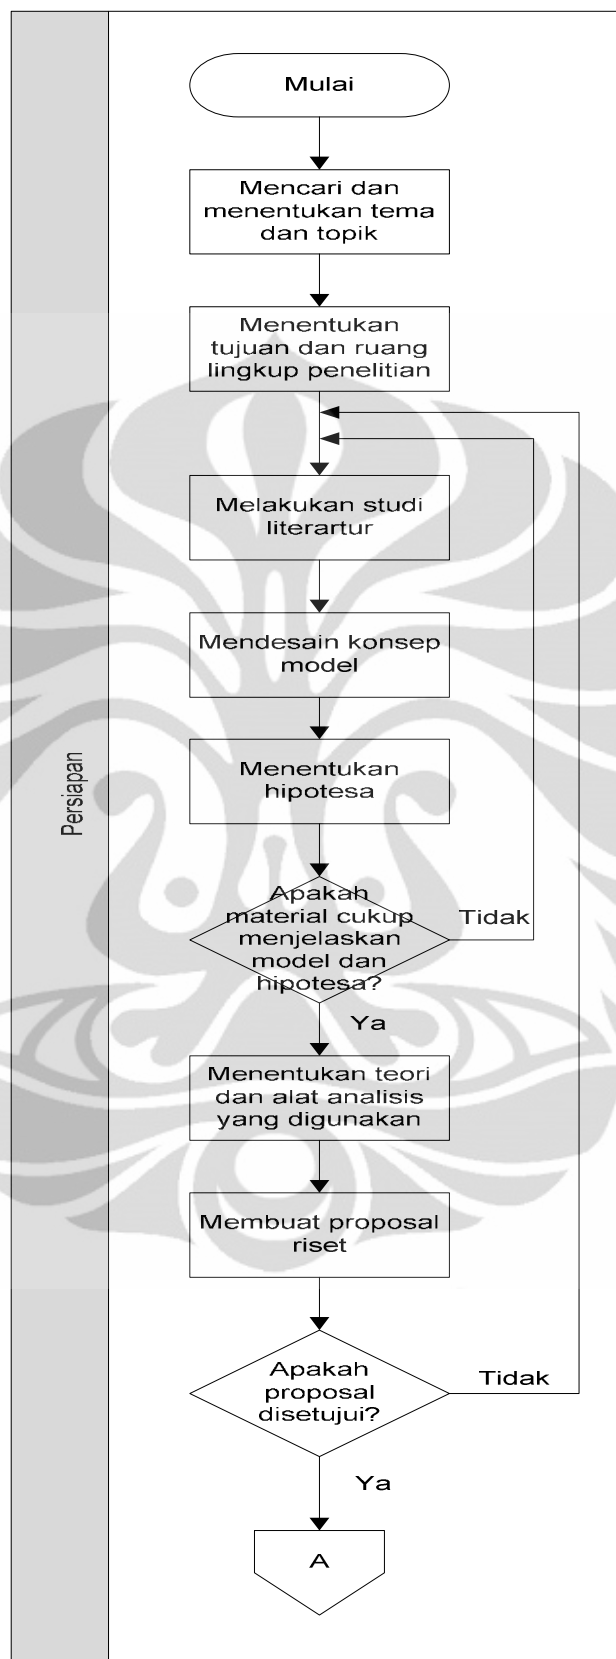 Mulai
Mencari dan
menentukan tema
dan topik
Menentukan
tujuan dan ruang
lingkup penelitian
Melakukan studi
literartur
Mendesain konsep
model
Menentukan
hipotesa
Persiapan
Apakah
material cukup
menjelaskan
model dan
hipotesa?
Tidak
Ya
Menentukan teori
dan alat analisis
yang digunakan
Membuat proposal
riset
Apakah
proposal
disetujui?
Tidak
Ya
A